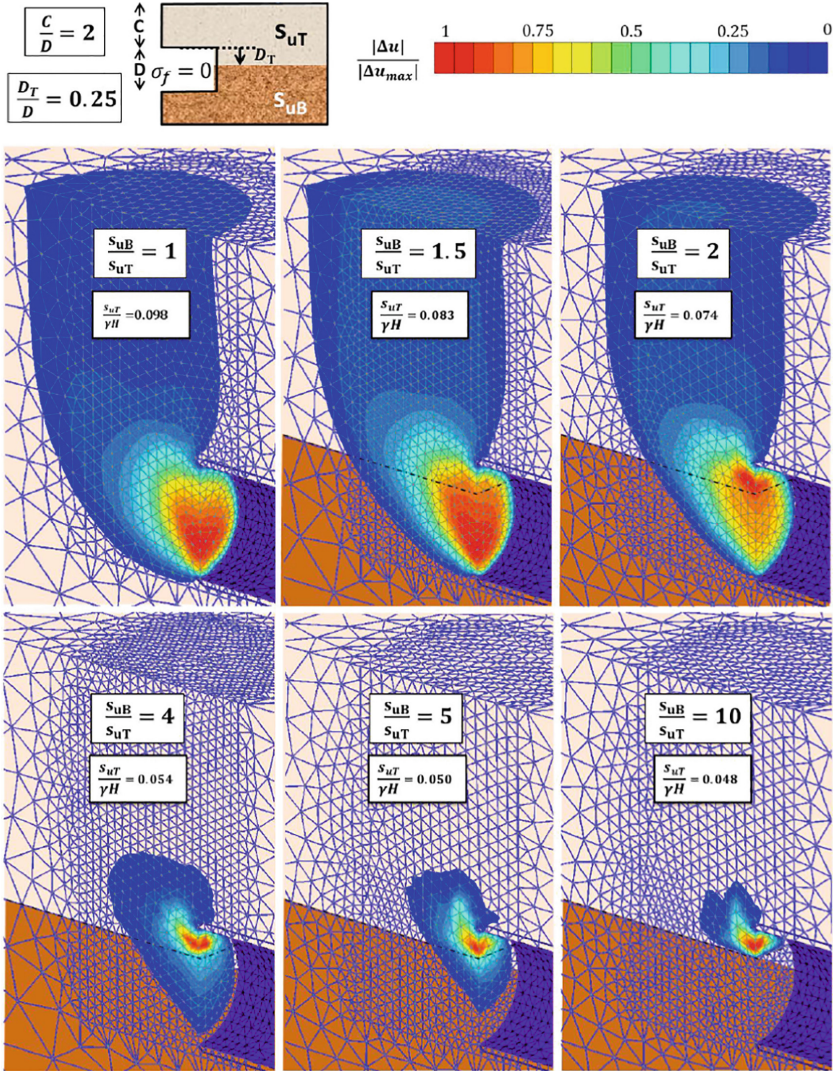 C/D = 2
D_T/D = 0.25
C
D
S_uT
D_T
σ_f = 0
S_uB
|Δu|/|Δu_max|
1 0.75 0.5 0.25 0
s_uB/s_uT = 1
s_uT/γH =0.098
s_uB/s_uT = 1.5
s_uT/γH = 0.083
s_uB/s_uT = 2
s_uT/γH = 0.074
s_uB/s_uT = 4
s_uT/γH = 0.054
s_uB/s_uT = 5
s_uT/γH = 0.050
s_uB/s_uT = 10
s_uT/γH = 0.048